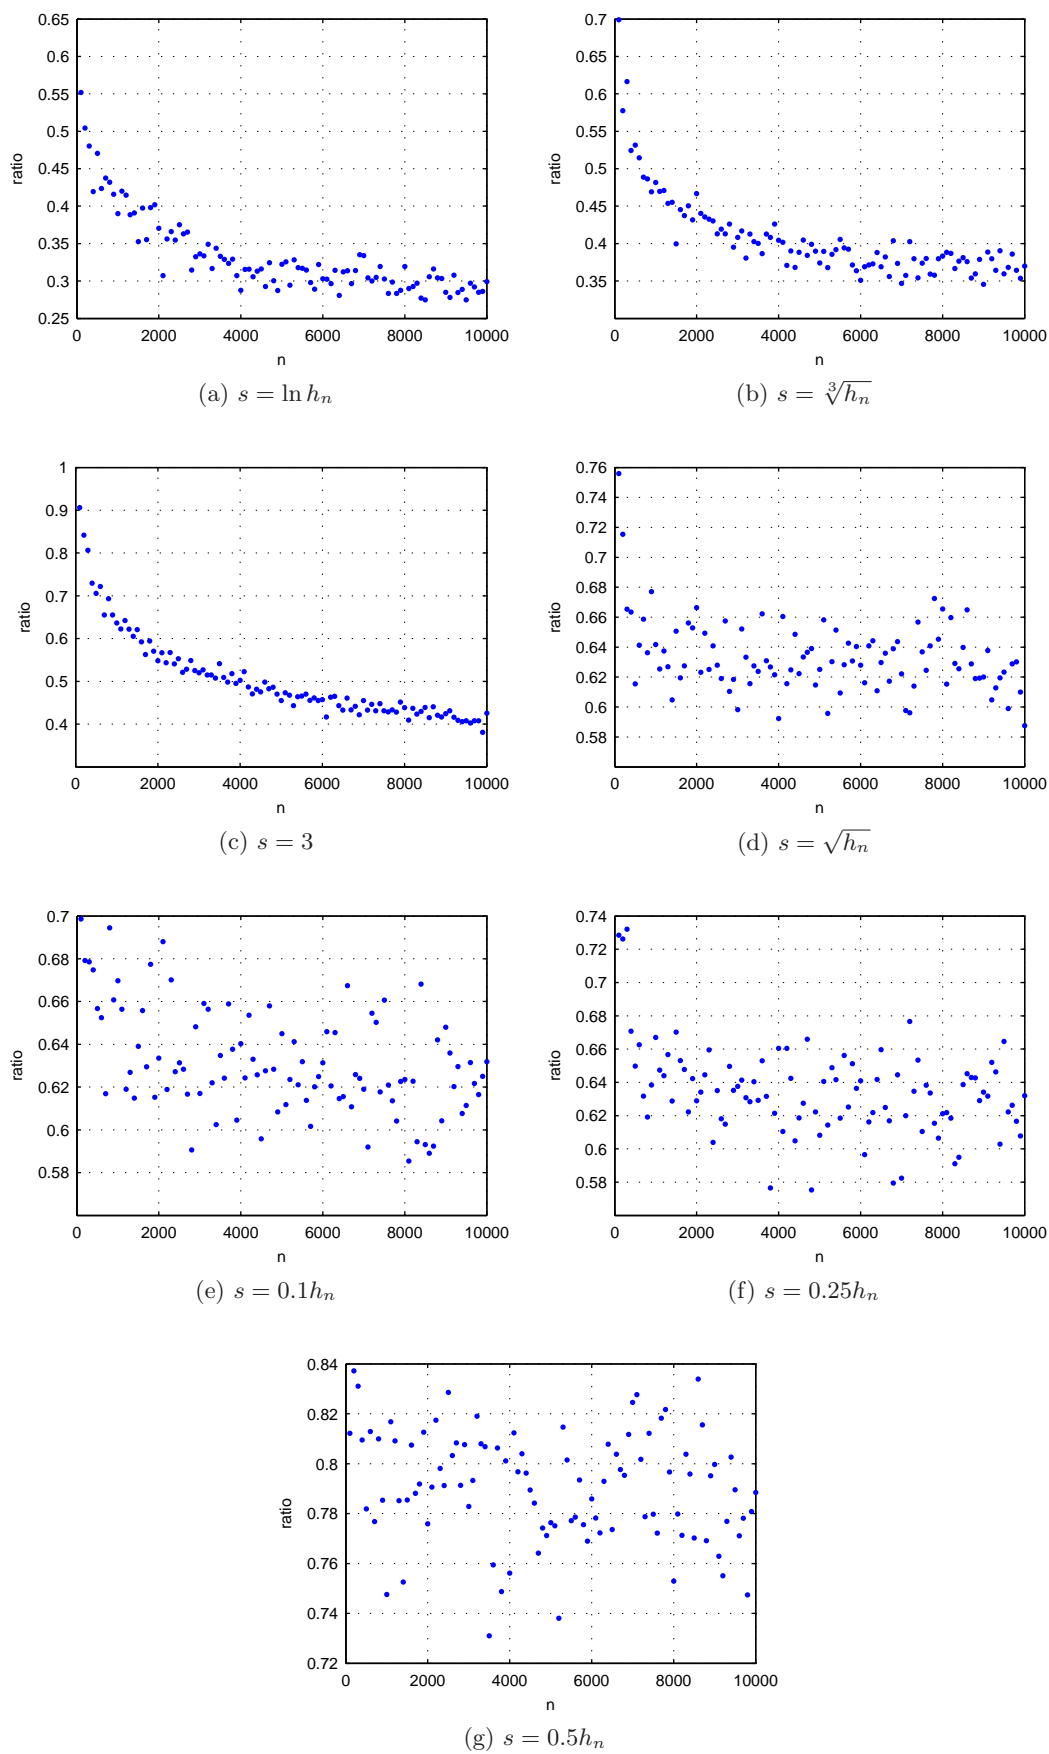 0.65
0.6
0.55
0.5
0.45
0.4
0.35
0.3
0.25
ratio
0 2000 4000 6000 8000 10000
n
(a) s = ln hₙ
0.7
0.65
0.6
0.55
0.5
0.45
0.4
0.35
ratio
0 2000 4000 6000 8000 10000
n
(b) s = ∛hₙ
1
0.9
0.8
0.7
0.6
0.5
0.4
ratio
0 2000 4000 6000 8000 10000
n
(c) s = 3
0.76
0.74
0.72
0.7
0.68
0.66
0.64
0.62
0.6
0.58
ratio
0 2000 4000 6000 8000 10000
n
(d) s = √hₙ
0.7
0.68
0.66
0.64
0.62
0.6
0.58
ratio
0 2000 4000 6000 8000 10000
n
(e) s = 0.1hₙ
0.74
0.72
0.7
0.68
0.66
0.64
0.62
0.6
0.58
ratio
0 2000 4000 6000 8000 10000
n
(f) s = 0.25hₙ
0.84
0.82
0.8
0.78
0.76
0.74
0.72
ratio
0 2000 4000 6000 8000 10000
n
(g) s = 0.5hₙ